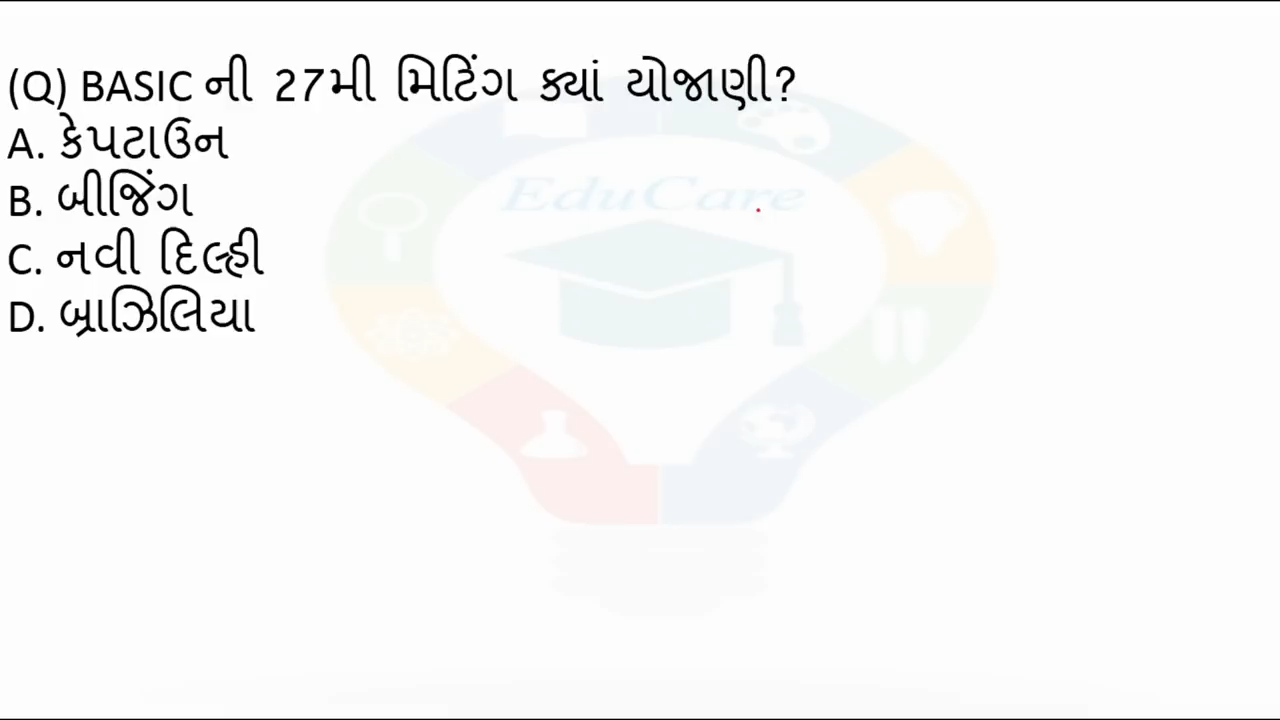 (Q) BASIC ની 27મી મિટિંગ ક્યાં યોજાણી?
A. કેપટાઉન
B. બીજિંગ
C. નવી દિલ્હી
D. બ્રાઝિલિયા
EduCare